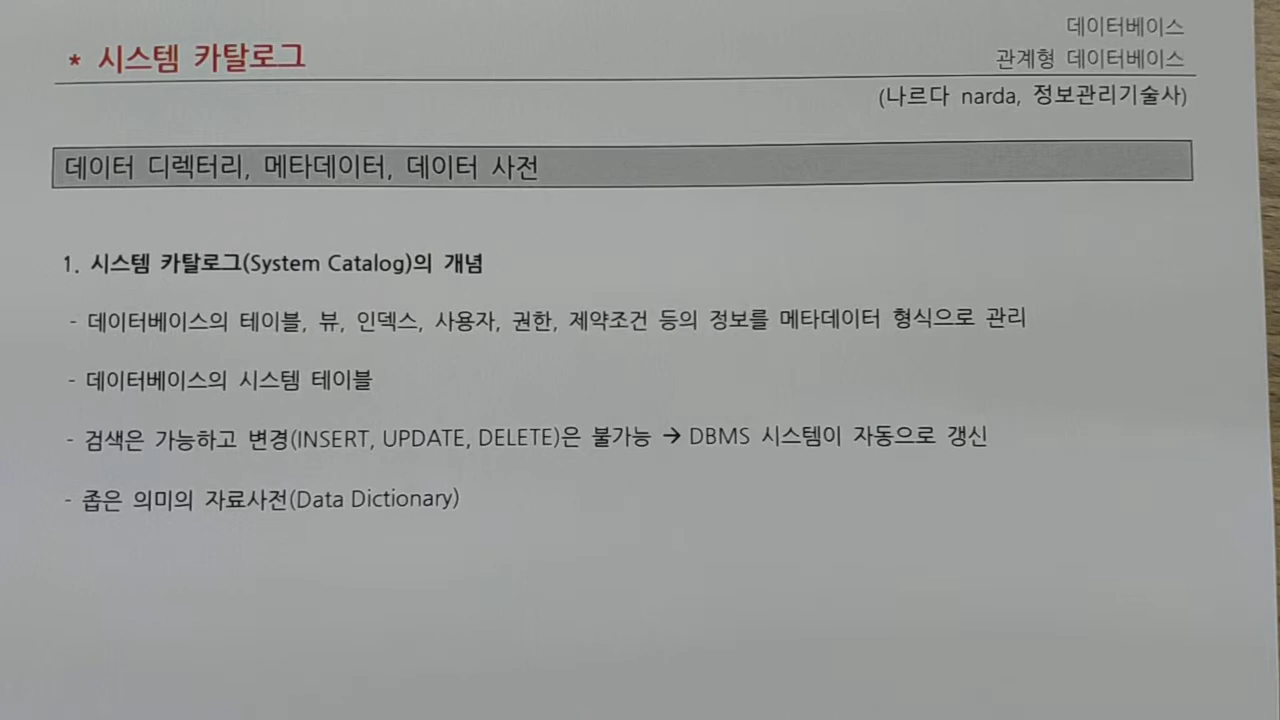 * 시스템 카탈로그
데이터베이스
관계형 데이터베이스
(나르다 narda, 정보관리기술사)
데이터 디렉터리, 메타데이터, 데이터 사전
1. 시스템 카탈로그(System Catalog)의 개념
- 데이터베이스의 테이블, 뷰, 인덱스, 사용자, 권한, 제약조건 등의 정보를 메타데이터 형식으로 관리
- 데이터베이스의 시스템 테이블
- 검색은 가능하고 변경(INSERT, UPDATE, DELETE)은 불가능 → DBMS 시스템이 자동으로 갱신
- 좁은 의미의 자료사전(Data Dictionary)